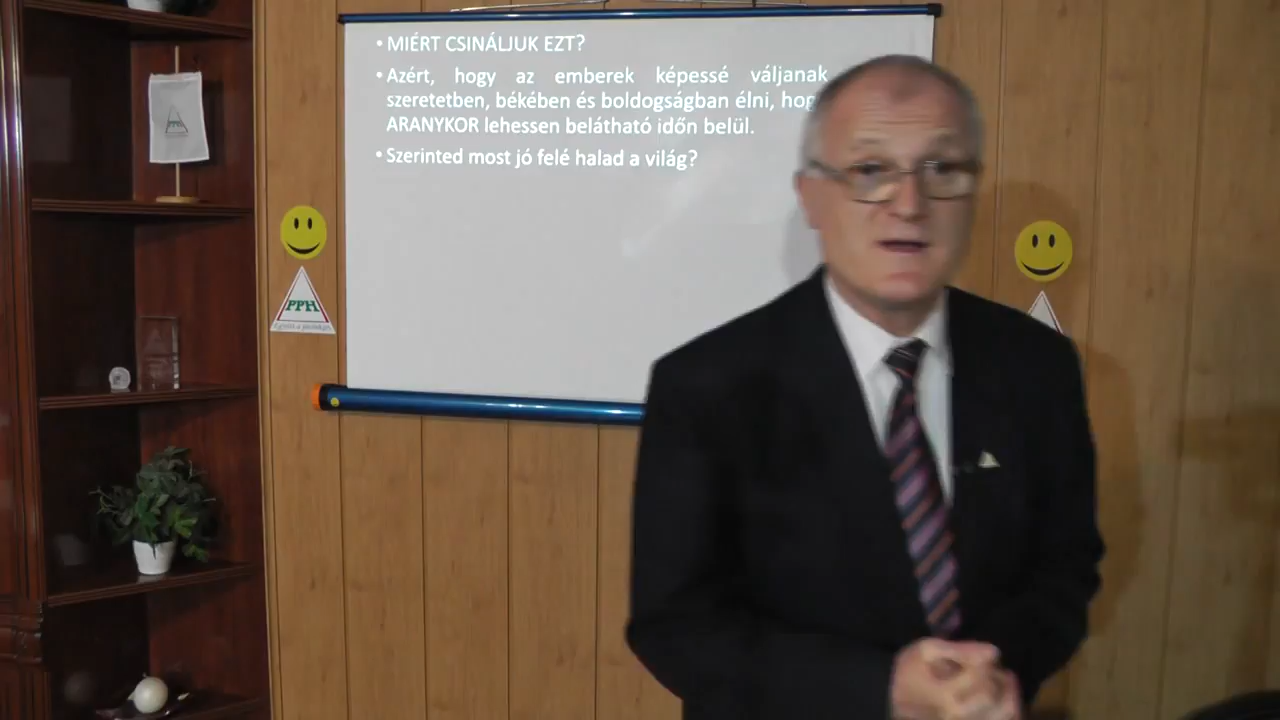 • MIÉRT CSINÁLJUK EZT?
• Azért, hogy az emberek képessé váljanak
szeretetben, békében és boldogságban élni,
ARANYKOR lehessen belátható időn belül.
• Szerinted most jó felé halad a világ?
PPH
PPH